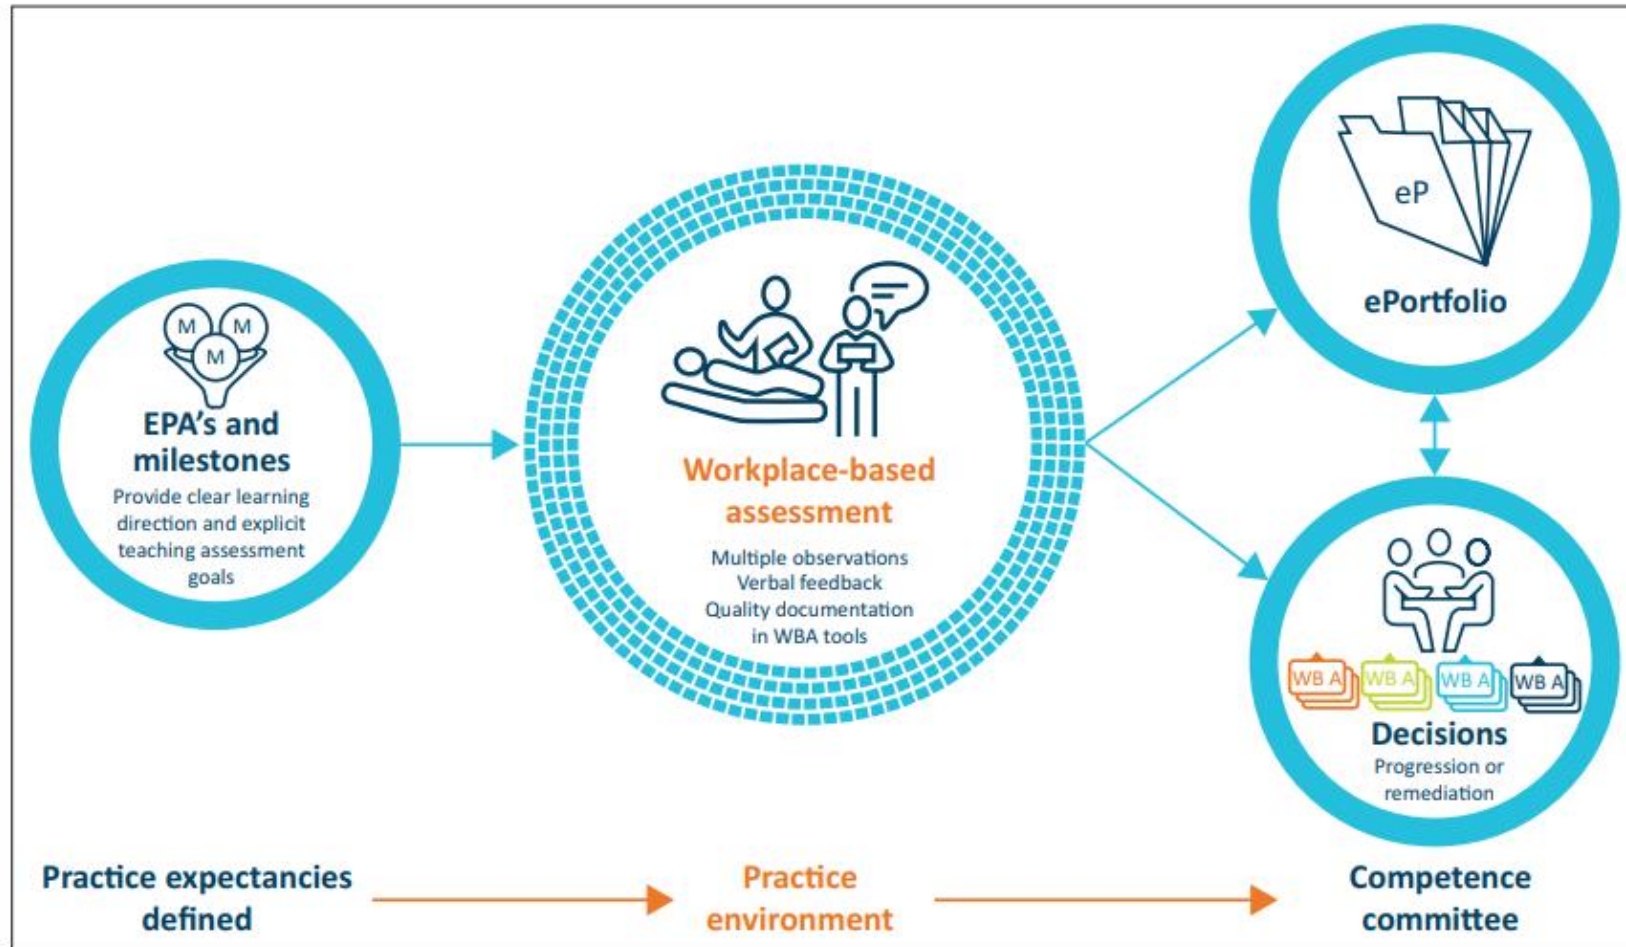 M M
M
EPA's and
milestones
Provide clear learning
direction and explicit
teaching assessment
goals
Workplace-based
assessment
Multiple observations
Verbal feedback
Quality documentation
in WBA tools
eP
ePortfolio
WB A WB A WB A WB A
Decisions
Progression or
remediation
Practice expectancies
defined
Practice
environment
Competence
committee